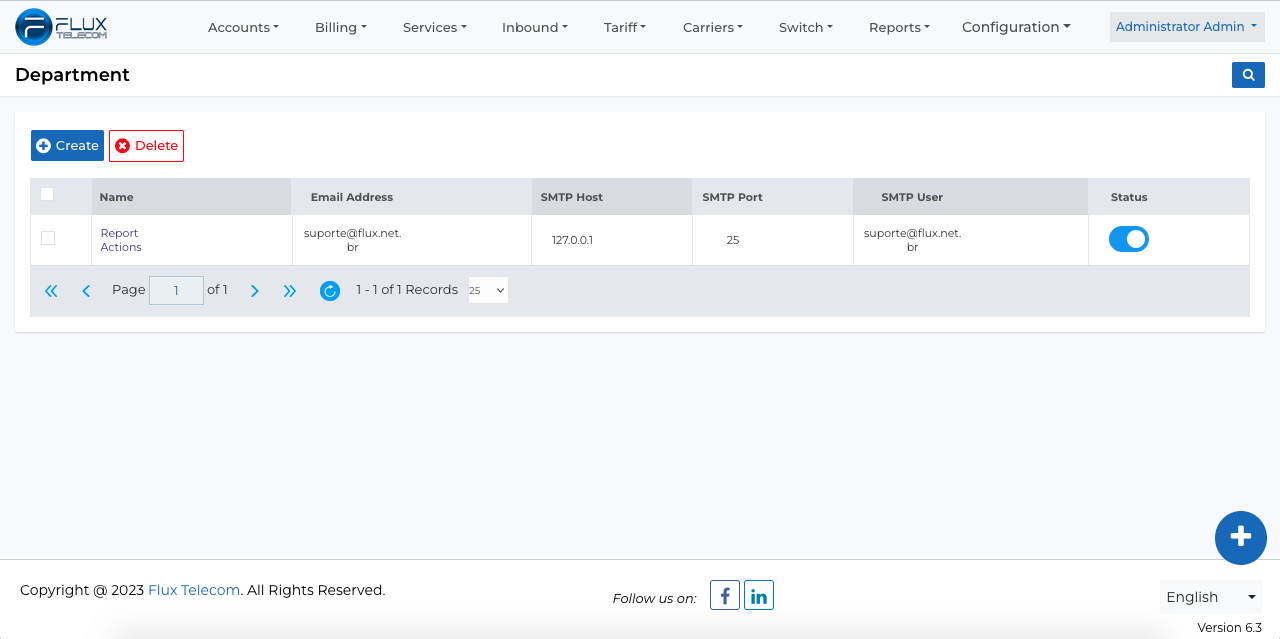 FLUX TELECOM Accounts Billing Services Inbound Tariff Carriers Switch Reports Configuration Administrator Admin
Department
Create Delete
Name Email Address SMTP Host SMTP Port SMTP User Status
Report Actions suporte@flux.net.br 127.0.0.1 25 suporte@flux.net.br
Page 1 of 1 1 - 1 of 1 Records 25
Copyright @ 2023 Flux Telecom. All Rights Reserved. Follow us on: f in English
Version 6.3